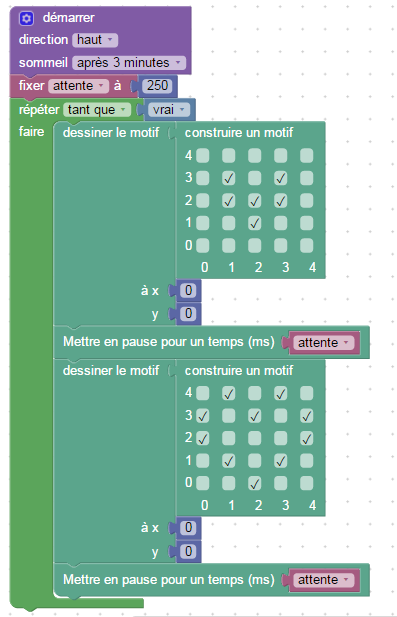 démarrer
direction haut
sommeil après 3 minutes
fixer attente à 250
répéter tant que vrai
faire dessiner le motif construire un motif
4
3
2
1
0
0 1 2 3 4
à x 0
y 0
Mettre en pause pour un temps (ms) attente
dessiner le motif construire un motif
4
3
2
1
0
0 1 2 3 4
à x 0
y 0
Mettre en pause pour un temps (ms) attente